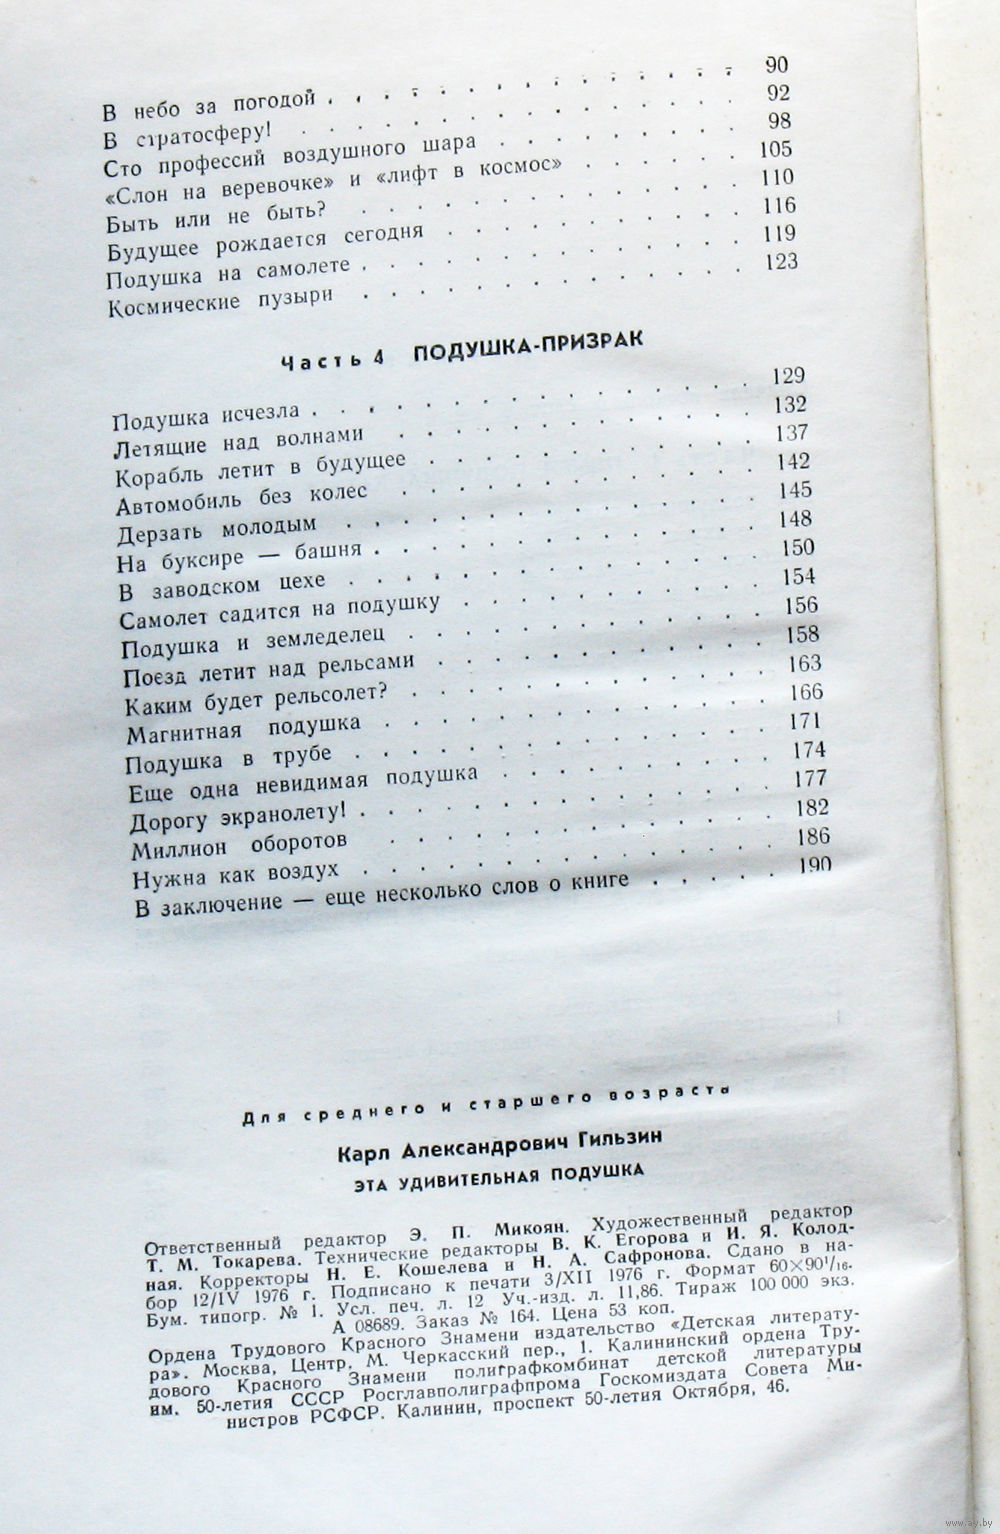 В небо за погодой . . . . . . . . . . . . . . . 90
В стратосферу! . . . . . . . . . . . . . . . . 92
Сто профессий воздушного шара . . . . . . . . . 98
«Слон на веревочке» и «лифт в космос» . . . . . . 105
Быть или не быть? . . . . . . . . . . . . . . 110
Будущее рождается сегодня . . . . . . . . . . . 116
Подушка на самолете . . . . . . . . . . . . . . 119
Космические пузыри . . . . . . . . . . . . . . 123
Часть 4 ПОДУШКА-ПРИЗРАК
Подушка исчезла . . . . . . . . . . . . . . . . 129
Летящие над волнами . . . . . . . . . . . . . 132
Корабль летит в будущее . . . . . . . . . . . . 137
Автомобиль без колес . . . . . . . . . . . . . 142
Дерзать молодым . . . . . . . . . . . . . . . 145
На буксире — башня . . . . . . . . . . . . . . 148
В заводском цехе . . . . . . . . . . . . . . . 150
Самолет садится на подушку . . . . . . . . . . . 154
Подушка и земледелец . . . . . . . . . . . . . 156
Поезд летит над рельсами . . . . . . . . . . . . 158
Каким будет рельсолет? . . . . . . . . . . . . . 163
Магнитная подушка . . . . . . . . . . . . . . 166
Подушка в трубе . . . . . . . . . . . . . . . 171
Еще одна невидимая подушка . . . . . . . . . . 174
Дорогу экранолету! . . . . . . . . . . . . . . . 177
Миллион оборотов . . . . . . . . . . . . . . 182
Нужна как воздух . . . . . . . . . . . . . . . 186
В заключение — еще несколько слов о книге . . . . . 190
Для среднего и старшего возраста
Карл Александрович Гильзин
ЭТА УДИВИТЕЛЬНАЯ ПОДУШКА
Ответственный редактор Э. П. Микоян. Художественный редактор
Т. М. Токарева. Технические редакторы В. К. Егорова и И. Я. Колод-
ная. Корректоры Н. Е. Кошелева и Н. А. Сафронова. Сдано в на-
бор 12/IV 1976 г. Подписано к печати 3/XII 1976 г. Формат 60×90¹/₁₆.
Бум. типогр. № 1. Усл. печ. л. 12 Уч.-изд. л. 11,86. Тираж 100 000 экз.
А 08689. Заказ № 164. Цена 53 коп.
Ордена Трудового Красного Знамени издательство «Детская литерату-
ра». Москва, Центр, М. Черкасский пер., 1. Калининский ордена Тру-
дового Красного Знамени полиграфкомбинат детской литературы
им. 50-летия СССР Росглавполиграфпрома Госкомиздата Совета Ми-
нистров РСФСР. Калинин, проспект 50-летия Октября, 46.
www.ay.by